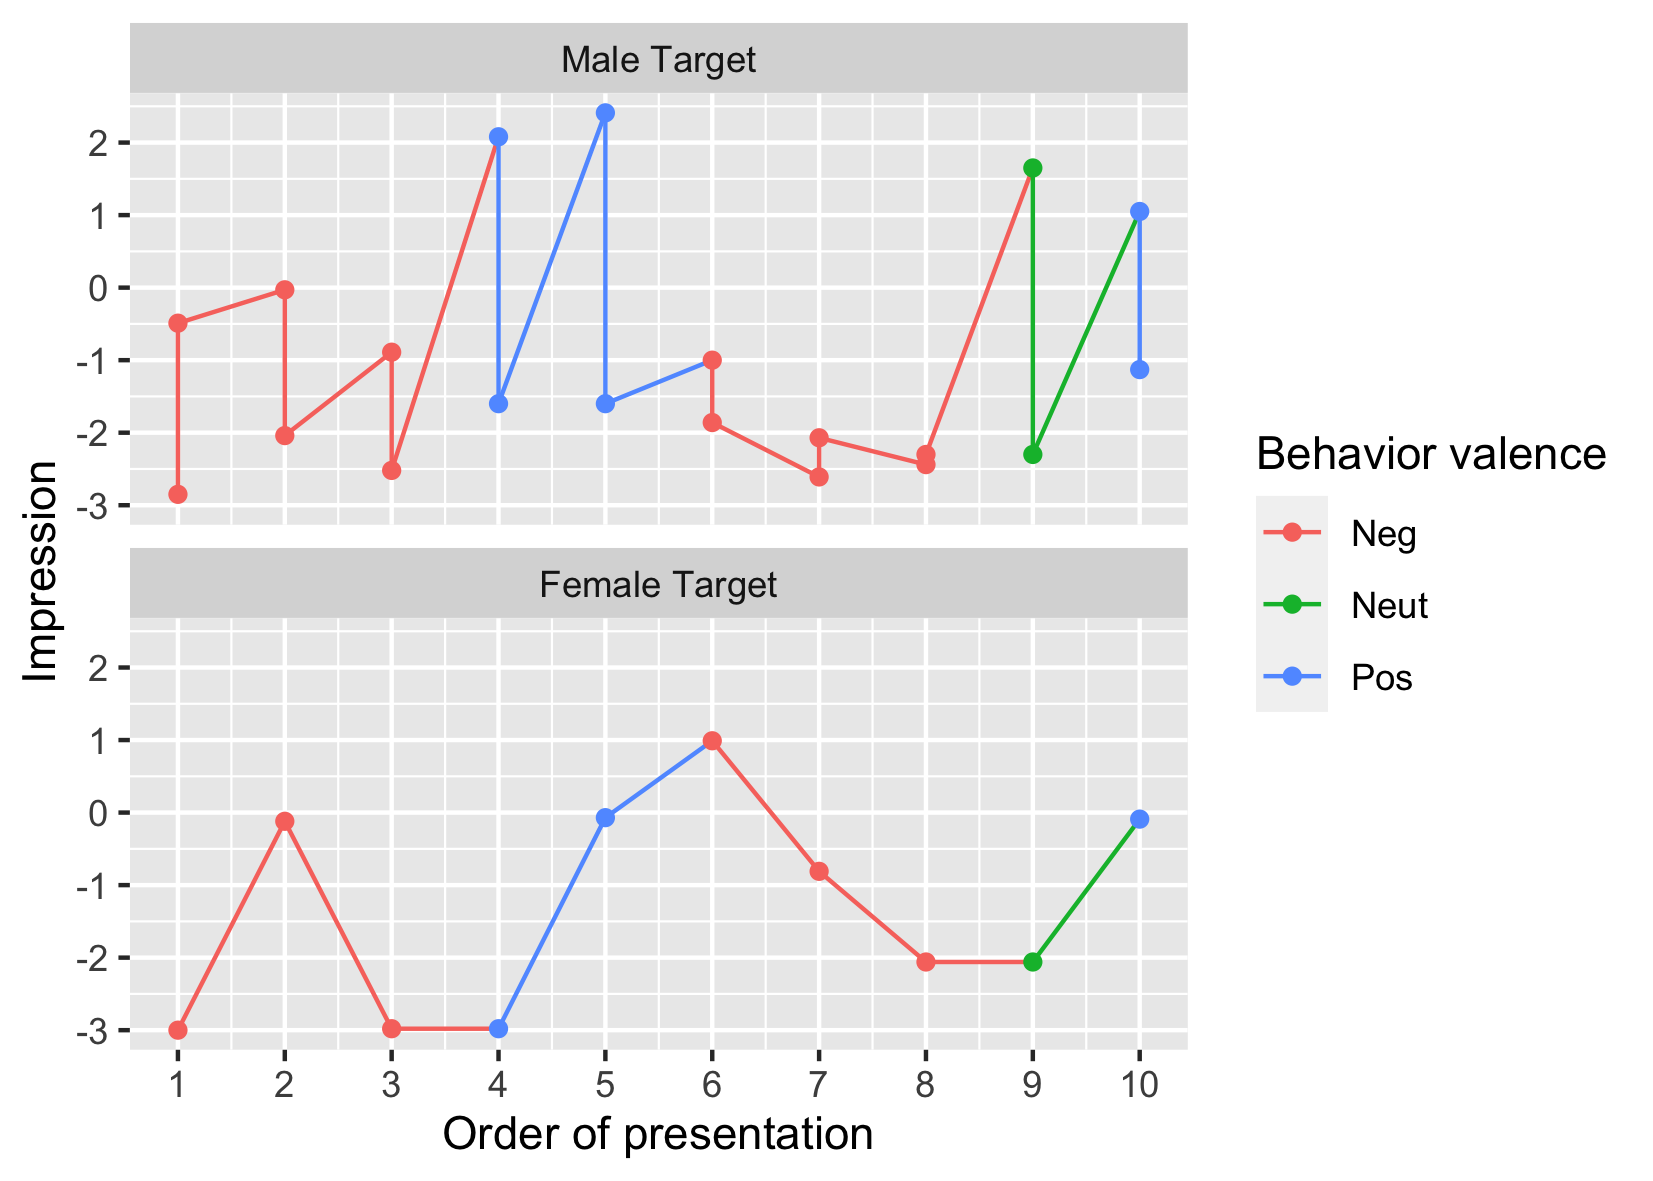 Male Target
2
1
0
-1
-2
-3
Impression
Female Target
2
1
0
-1
-2
-3
1 2 3 4 5 6 7 8 9 10
Order of presentation
Behavior valence
Neg
Neut
Pos